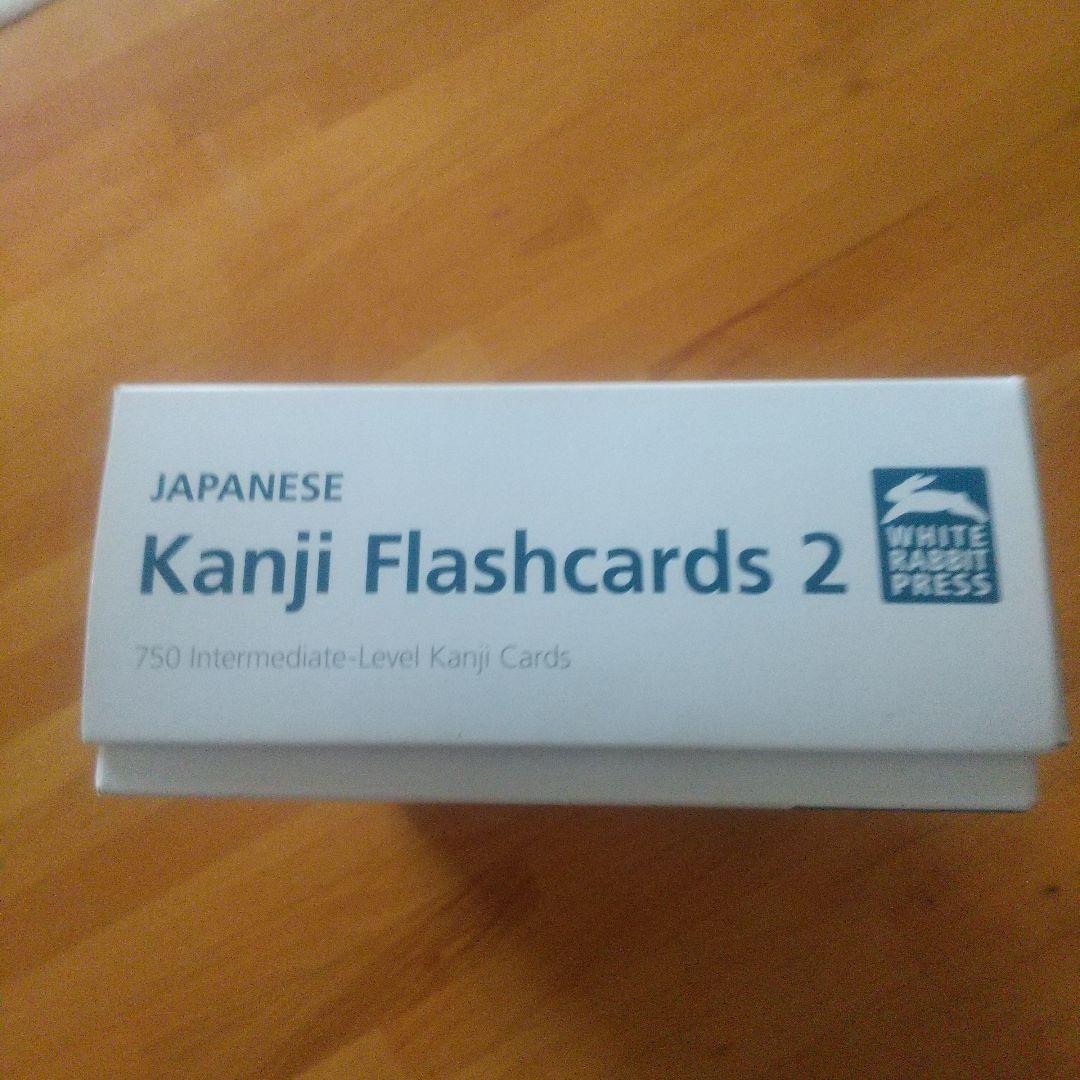 JAPANESE
Kanji Flashcards 2
750 Intermediate-Level Kanji Cards
WHITE
RABBIT
PRESS